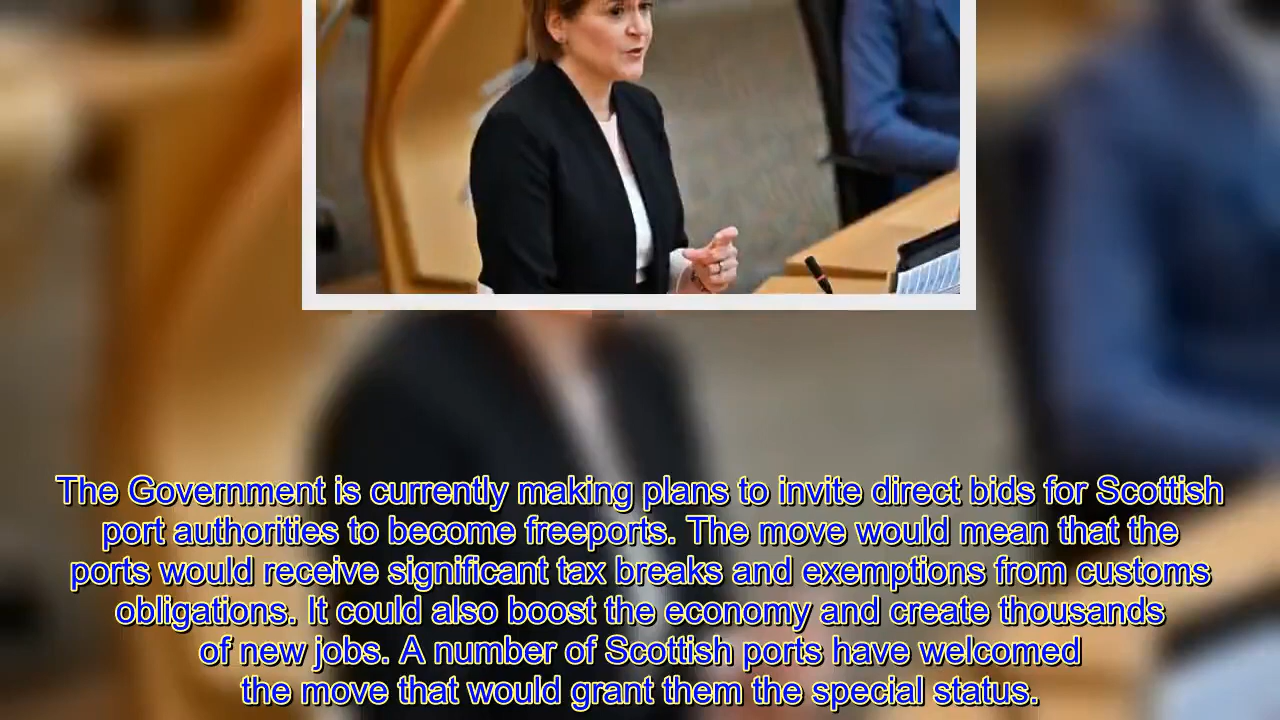 The Government is currently making plans to invite direct bids for Scottish
port authorities to become freeports. The move would mean that the
ports would receive significant tax breaks and exemptions from customs
obligations. It could also boost the economy and create thousands
of new jobs. A number of Scottish ports have welcomed
the move that would grant them the special status.